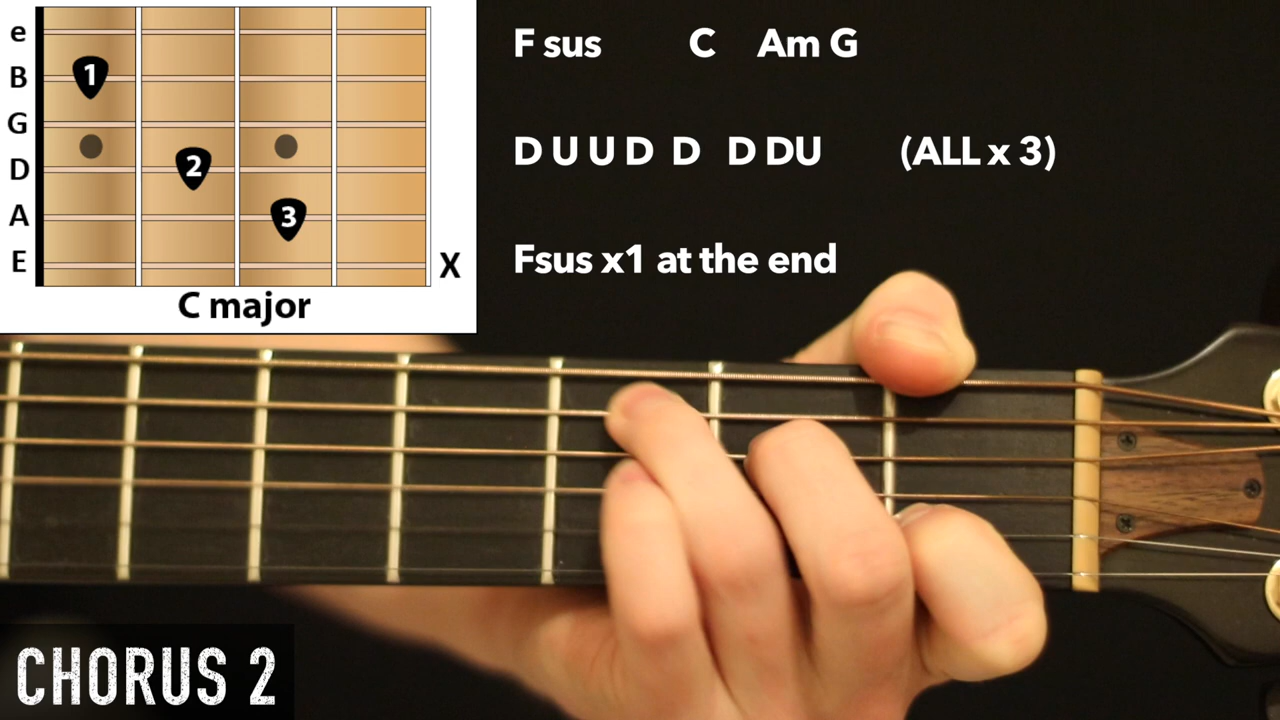 e
B
G
D
A
E
1
2
3
X
C major
F sus C Am G
D U U D D D DU (ALL x 3)
Fsus x1 at the end
CHORUS 2